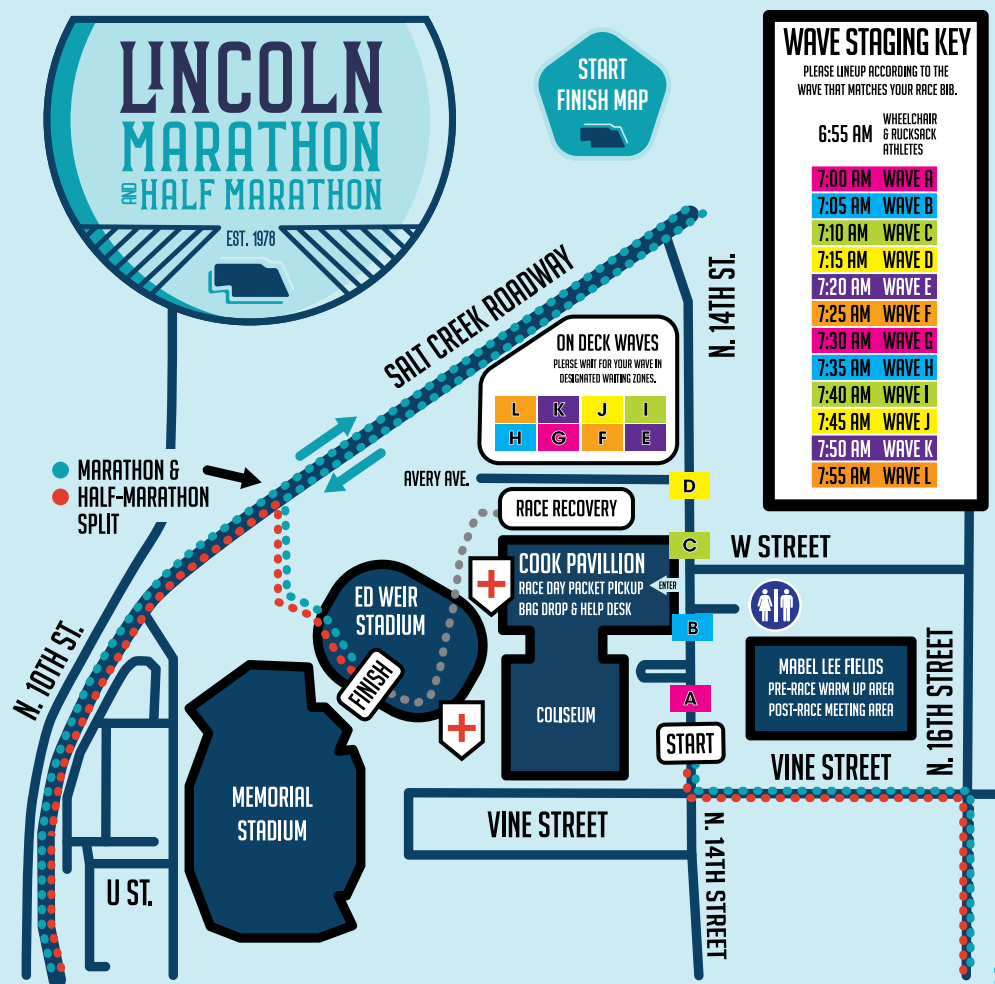 LINCOLN
MARATHON
AND HALF MARATHON
EST. 1978
START
FINISH MAP
WAVE STAGING KEY
PLEASE LINEUP ACCORDING TO THE
WAVE THAT MATCHES YOUR RACE BIB.
6:55 AM WHEELCHAIR
& RUCKSACK
ATHLETES
7:00 AM WAVE A
7:05 AM WAVE B
7:10 AM WAVE C
7:15 AM WAVE D
7:20 AM WAVE E
7:25 AM WAVE F
7:30 AM WAVE G
7:35 AM WAVE H
7:40 AM WAVE I
7:45 AM WAVE J
7:50 AM WAVE K
7:55 AM WAVE L
SALT CREEK ROADWAY
N. 14TH ST.
ON DECK WAVES
PLEASE WAIT FOR YOUR WAVE IN
DESIGNATED WAITING ZONES.
L K J I
H G F E
MARATHON &
HALF-MARATHON
SPLIT
AVERY AVE.
D
RACE RECOVERY
C
W STREET
COOK PAVILLION
RACE DAY PACKET PICKUP
BAG DROP & HELP DESK
ENTER
ED WEIR
STADIUM
FINISH
B
N. 10TH ST.
MABEL LEE FIELDS
PRE-RACE WARM UP AREA
POST-RACE MEETING AREA
N. 16TH STREET
A
COLISEUM
START
VINE STREET
MEMORIAL
STADIUM
VINE STREET
N. 14TH STREET
U ST.